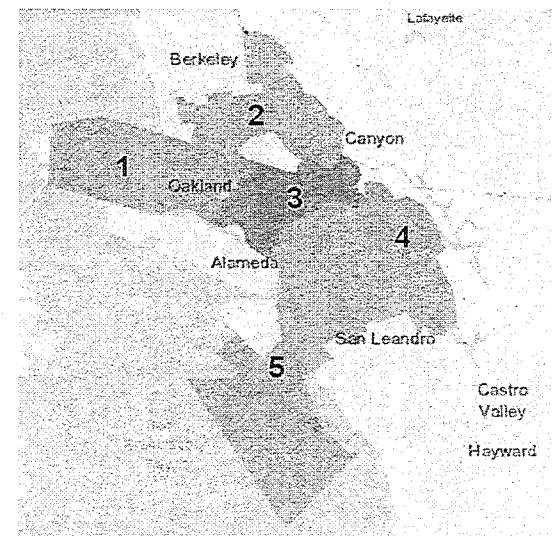 Lafayette
Berkeley
2
Canyon
1
Oakland
3
4
Alameda
San Leandro
5
Castro
Valley
Hayward